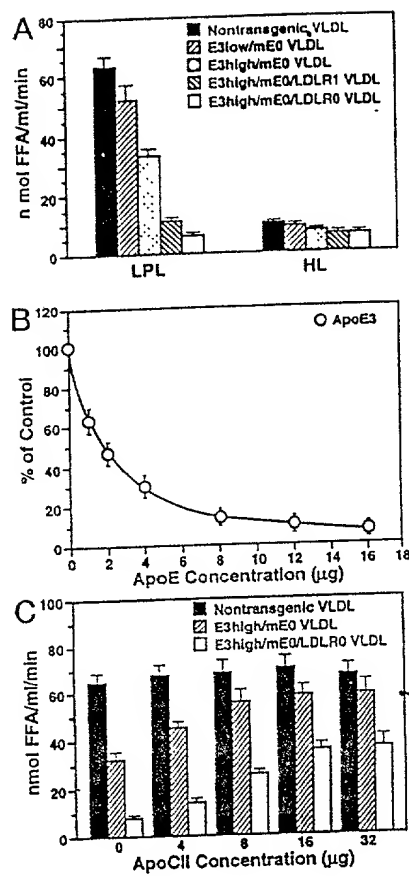 A
Nontransgenic VLDL
E3low/mE0 VLDL
E3high/mE0 VLDL
E3high/mE0/LDLR1 VLDL
E3high/mE0/LDLR0 VLDL
n mol FFA/ml/min
80
60
40
20
0
LPL HL
B
ApoE3
% of Control
120
100
80
60
40
20
0
0 2 4 6 8 10 12 14 16 18
ApoE Concentration (µg)
C
Nontransgenic VLDL
E3high/mE0 VLDL
E3high/mE0/LDLR0 VLDL
nmol FFA/ml/min
100
80
60
40
20
0
0 4 8 16 32
ApoCII Concentration (µg)